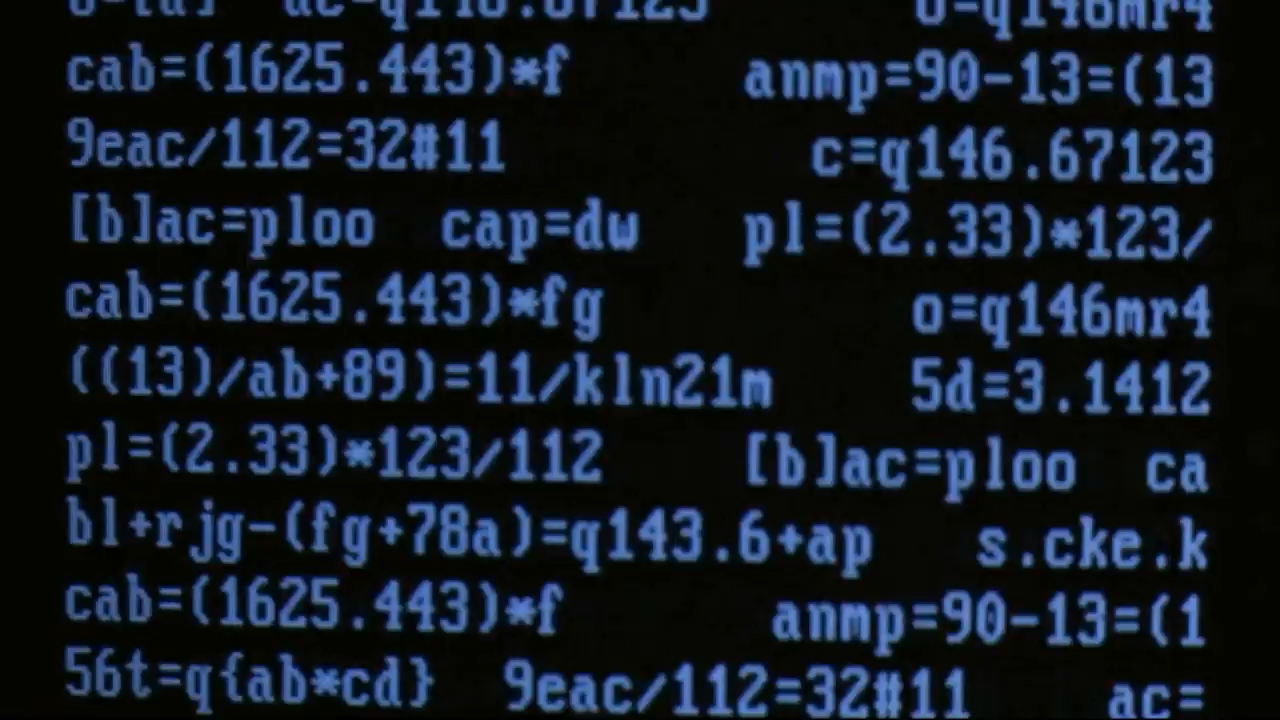 cab=(1625.443)*f anmp=90-13=(13
9eac/112=32#11 c=q146.67123
[b]ac=ploo cap=dw pl=(2.33)*123/
cab=(1625.443)*fg o=q146mr4
((13)/ab+89)=11/kln21m 5d=3.1412
pl=(2.33)*123/112 [b]ac=ploo ca
bl+rjg-(fg+78a)=q143.6+ap s.cke.k
cab=(1625.443)*f anmp=90-13=(1
56t=q{ab*cd} 9eac/112=32#11 ac=